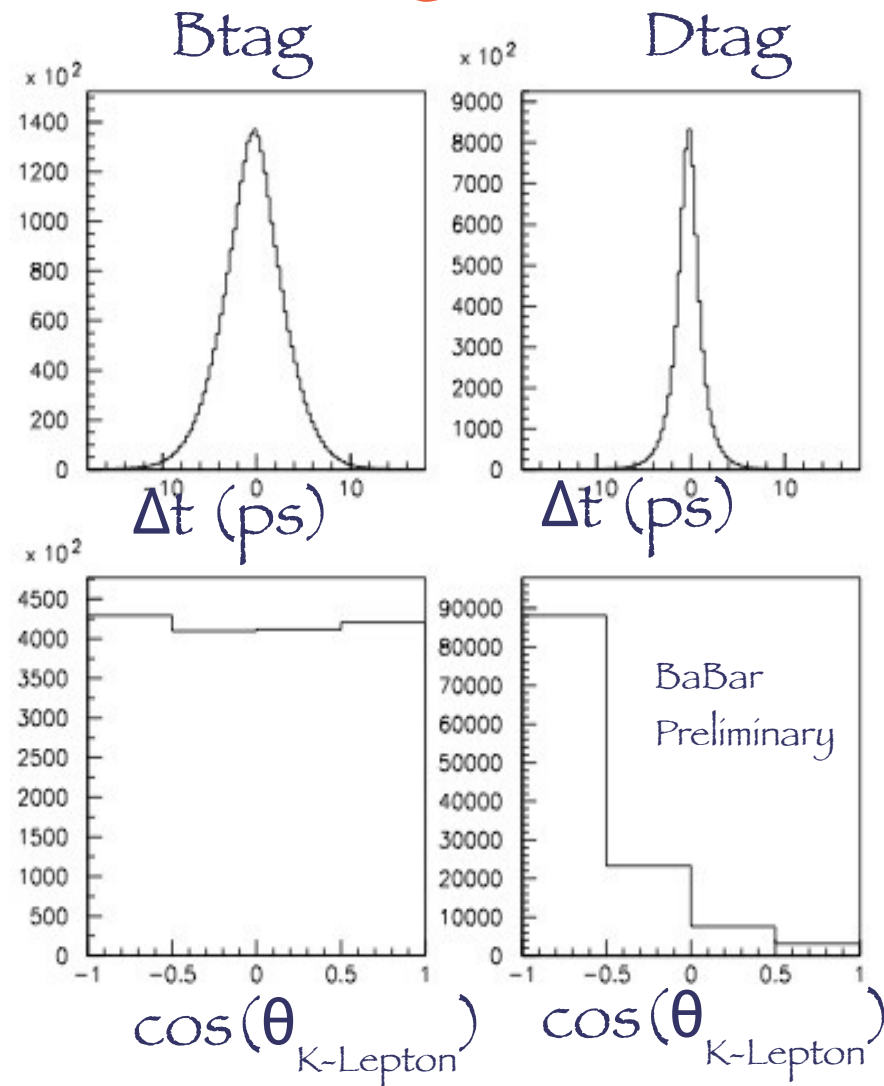 Btag
Dtag
x 10²
1400
1200
1000
800
600
400
200
0
-10 0 10
Δt (ps)
x 10²
9000
8000
7000
6000
5000
4000
3000
2000
1000
0
-10 0 10
Δt (ps)
x 10²
4500
4000
3500
3000
2500
2000
1500
1000
500
0
-1 -0.5 0 0.5 1
cos(θ K-Lepton)
90000
80000
70000
60000
50000
40000
30000
20000
10000
0
BaBar
Preliminary
-1 -0.5 0 0.5 1
cos(θ K-Lepton)